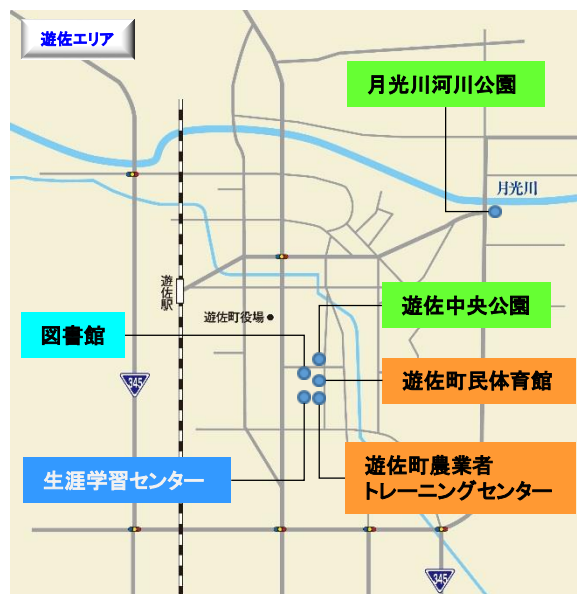 遊佐エリア
月光川河川公園
月光川
遊佐駅
遊佐町役場
遊佐中央公園
図書館
遊佐町民体育館
345
生涯学習センター
遊佐町農業者
トレーニングセンター
345